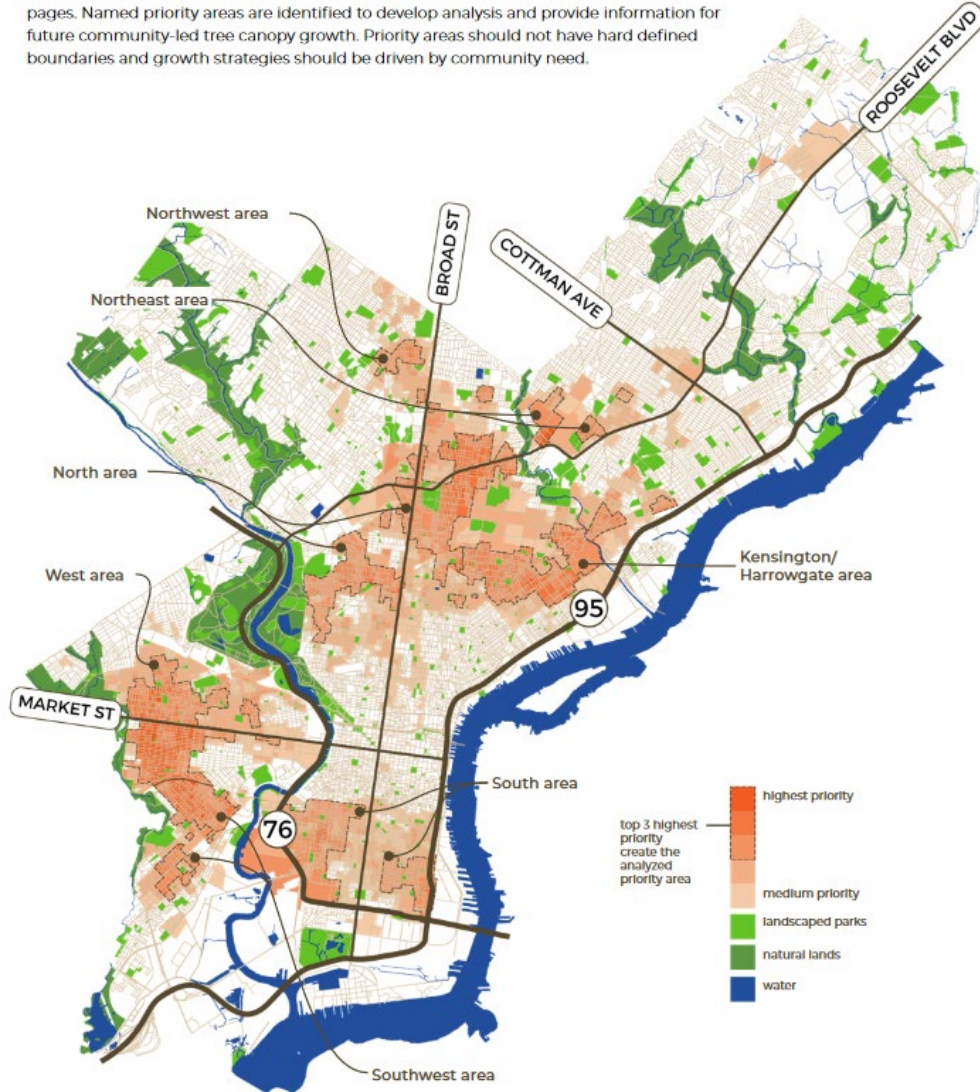 pages. Named priority areas are identified to develop analysis and provide information for
future community-led tree canopy growth. Priority areas should not have hard defined
boundaries and growth strategies should be driven by community need.
ROOSEVELT BLVD
Northwest area
BROAD ST
COTTMAN AVE
Northeast area
North area
West area
Kensington/
Harrowgate area
95
MARKET ST
South area
76
highest priority
top 3 highest
priority
create the
analyzed
priority area
medium priority
landscaped parks
natural lands
water
Southwest area